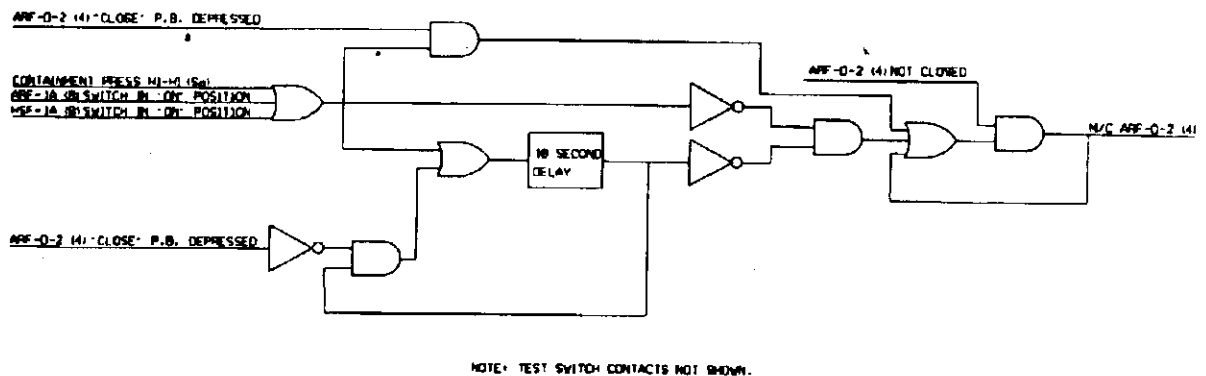 ARF-D-2 (4) "CLOSE" P.B. DEPRESSED
CONTAINMENT PRESS HI-HI (Sp)
ARF-1A (B) SWITCH IN "ON" POSITION
HSF-1A (B) SWITCH IN "ON" POSITION
ARF-D-2 (4) NOT CLOSED
M/C ARF-D-2 (4)
10 SECOND
DELAY
ARF-D-2 (4) "CLOSE" P.B. DEPRESSED
NOTE: TEST SWITCH CONTACTS NOT SHOWN.